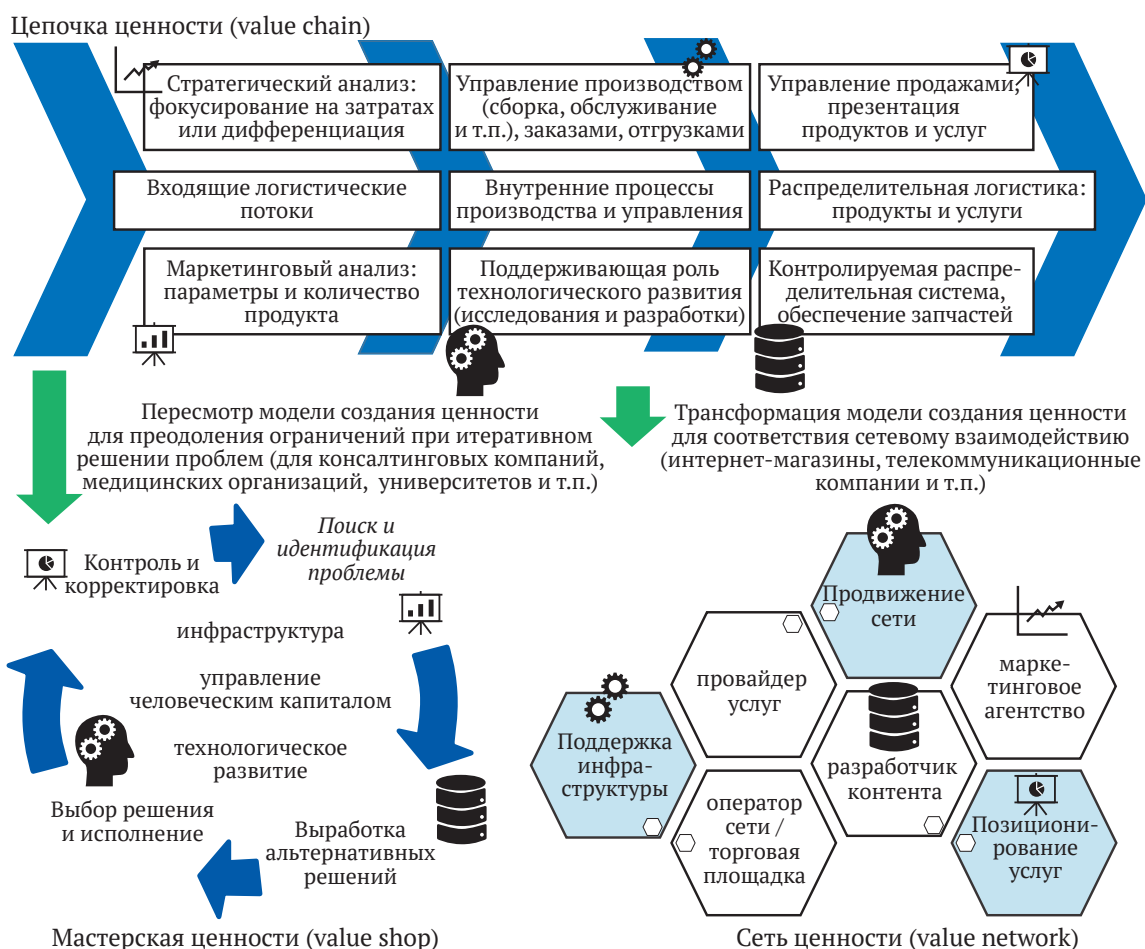 Цепочка ценности (value chain)
Стратегический анализ:
фокусирование на затратах
или дифференциация
Управление производством
(сборка, обслуживание
и т.п.), заказами, отгрузками
Управление продажами,
презентация
продуктов и услуг
Входящие логистические
потоки
Внутренние процессы
производства и управления
Распределительная логистика:
продукты и услуги
Маркетинговый анализ:
параметры и количество
продукта
Поддерживающая роль
технологического развития
(исследования и разработки)
Контролируемая распре-
делительная система,
обеспечение запчастей
Пересмотр модели создания ценности
для преодоления ограничений при итеративном
решении проблем (для консалтинговых компаний,
медицинских организаций, университетов и т.п.)
Трансформация модели создания ценности
для соответствия сетевому взаимодействию
(интернет-магазины, телекоммуникационные
компании и т.п.)
Поиск и
идентификация
проблемы
Контроль и
корректировка
инфраструктура
управление
человеческим капиталом
технологическое
развитие
Выбор решения
и исполнение
Выработка
альтернативных
решений
Мастерская ценности (value shop)
Продвижение
сети
провайдер
услуг
марке-
тинговое
агентство
Поддержка
инфра-
структуры
разработчик
контента
оператор
сети /
торговая
площадка
Позициони-
рование
услуг
Сеть ценности (value network)